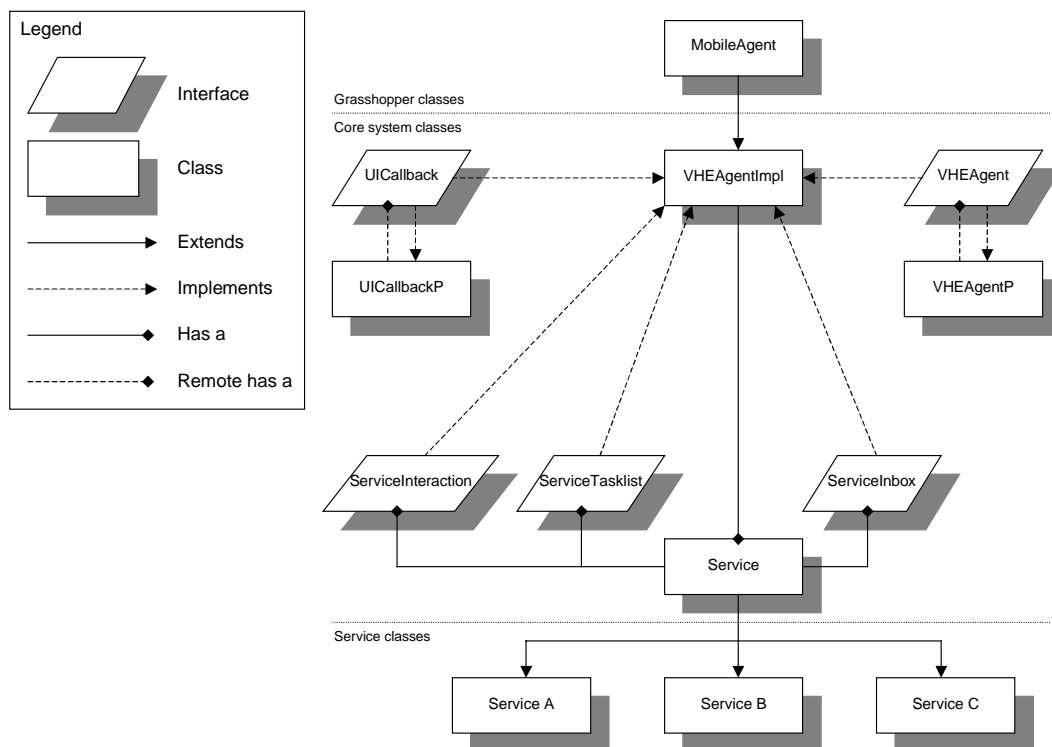 Legend
Interface
Class
Extends
Implements
Has a
Remote has a
MobileAgent
Grasshopper classes
Core system classes
UICallback
VHEAgentImpl
VHEAgent
UICallbackP
VHEAgentP
ServiceInteraction
ServiceTasklist
ServiceInbox
Service
Service classes
Service A
Service B
Service C